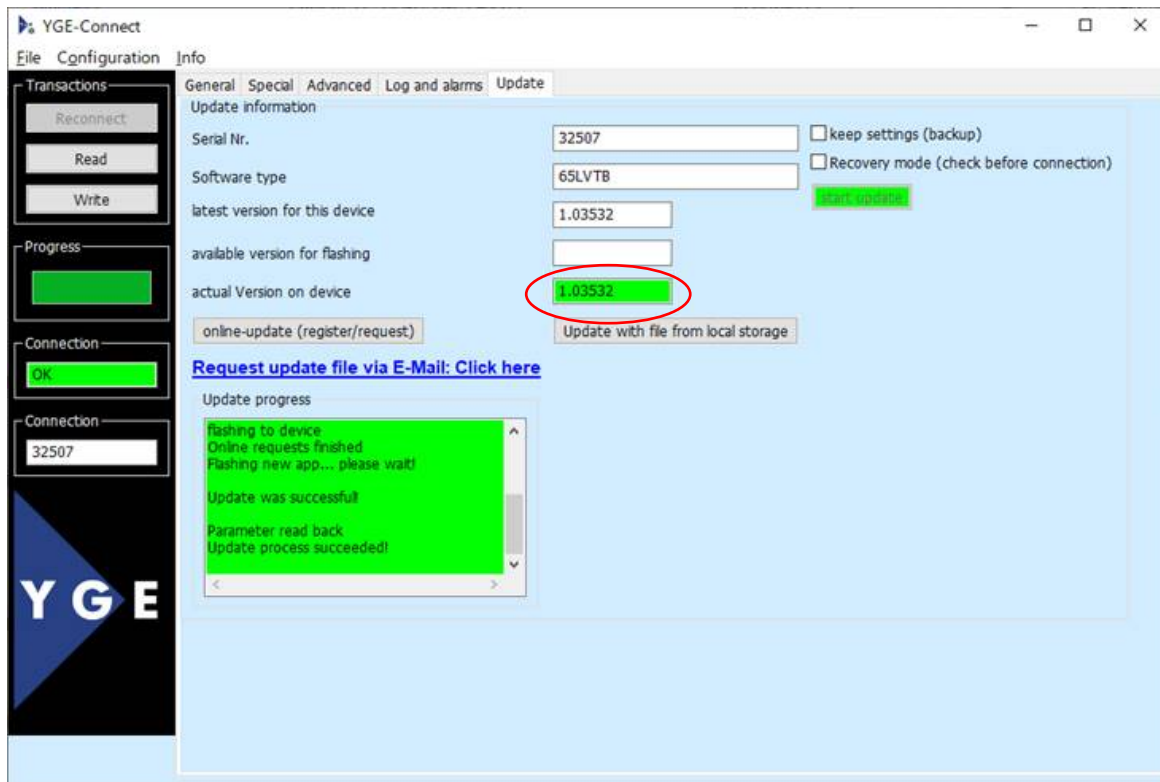 YGE-Connect
File Configuration Info
Transactions
Reconnect
Read
Write
Progress
Connection
OK
Connection
32507
YGE
General Special Advanced Log and alarms Update
Update information
Serial Nr. 32507
keep settings (backup)
Software type 65LVTB
Recovery mode (check before connection)
start update
latest version for this device 1.03532
available version for flashing
actual Version on device 1.03532
online-update (register/request) Update with file from local storage
Request update file via E-Mail: Click here
Update progress
flashing to device
Online requests finished
Flashing new app... please wait!
Update was successful!
Parameter read back
Update process succeeded!